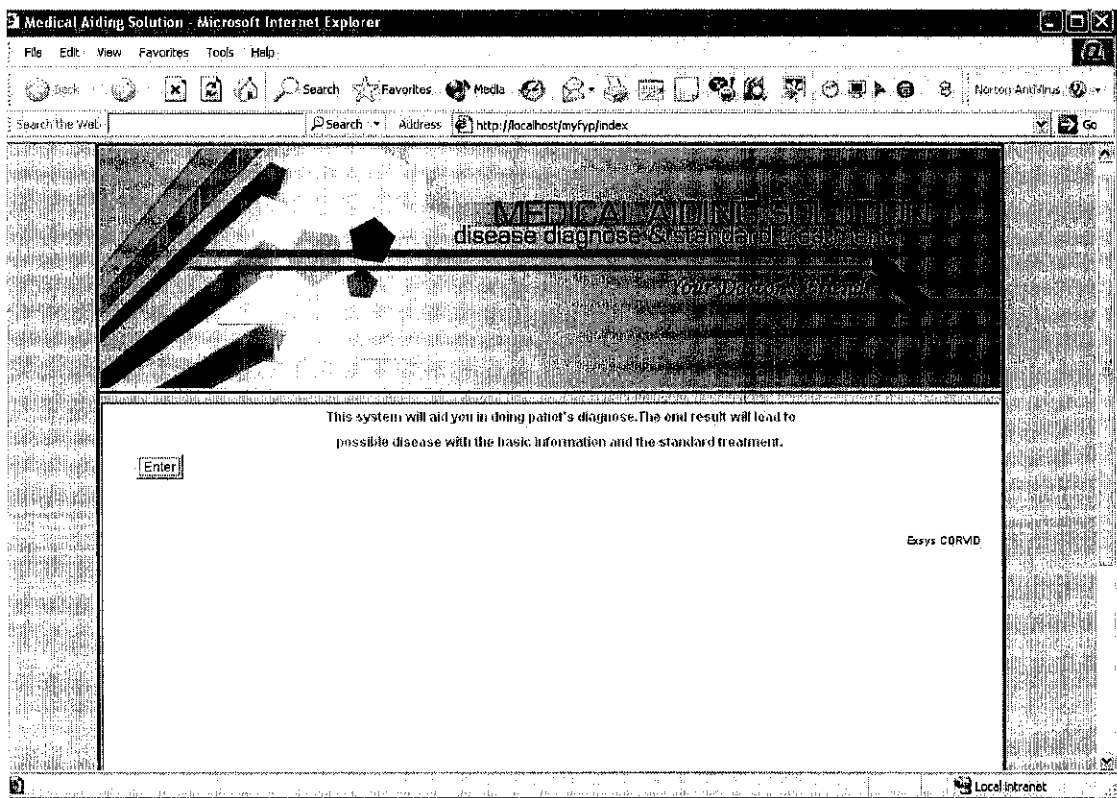 Medical Aiding Solution - Microsoft Internet Explorer
File Edit View Favorites Tools Help
Back Search Favorites Media Norton AntiVirus
Search the Web Search Address http://localhost/myfyp/index Go
MEDICAL AIDING SOLUTION
disease diagnose & standard treatment
This system will aid you in doing patiet's diagnose.The end result will lead to
possible disease with the basic information and the standard treatment.
Enter
Exsys CORVID
Local intranet